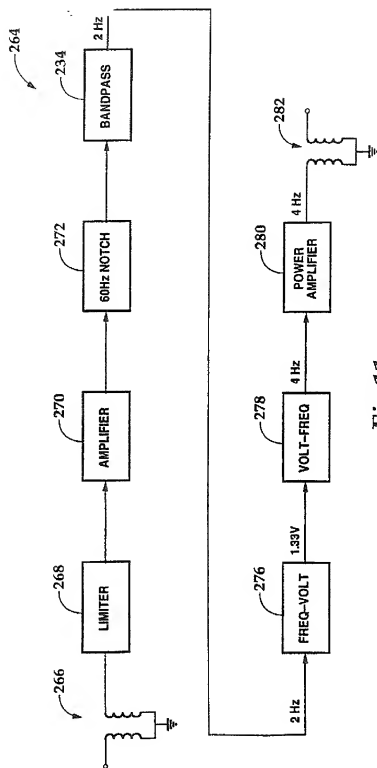 264
266
268
LIMITER
270
AMPLIFIER
272
60Hz NOTCH
234
BANDPASS
2 Hz
2 Hz
276
FREQ-VOLT
1.33V
278
VOLT-FREQ
4 Hz
280
POWER
AMPLIFIER
4 Hz
282